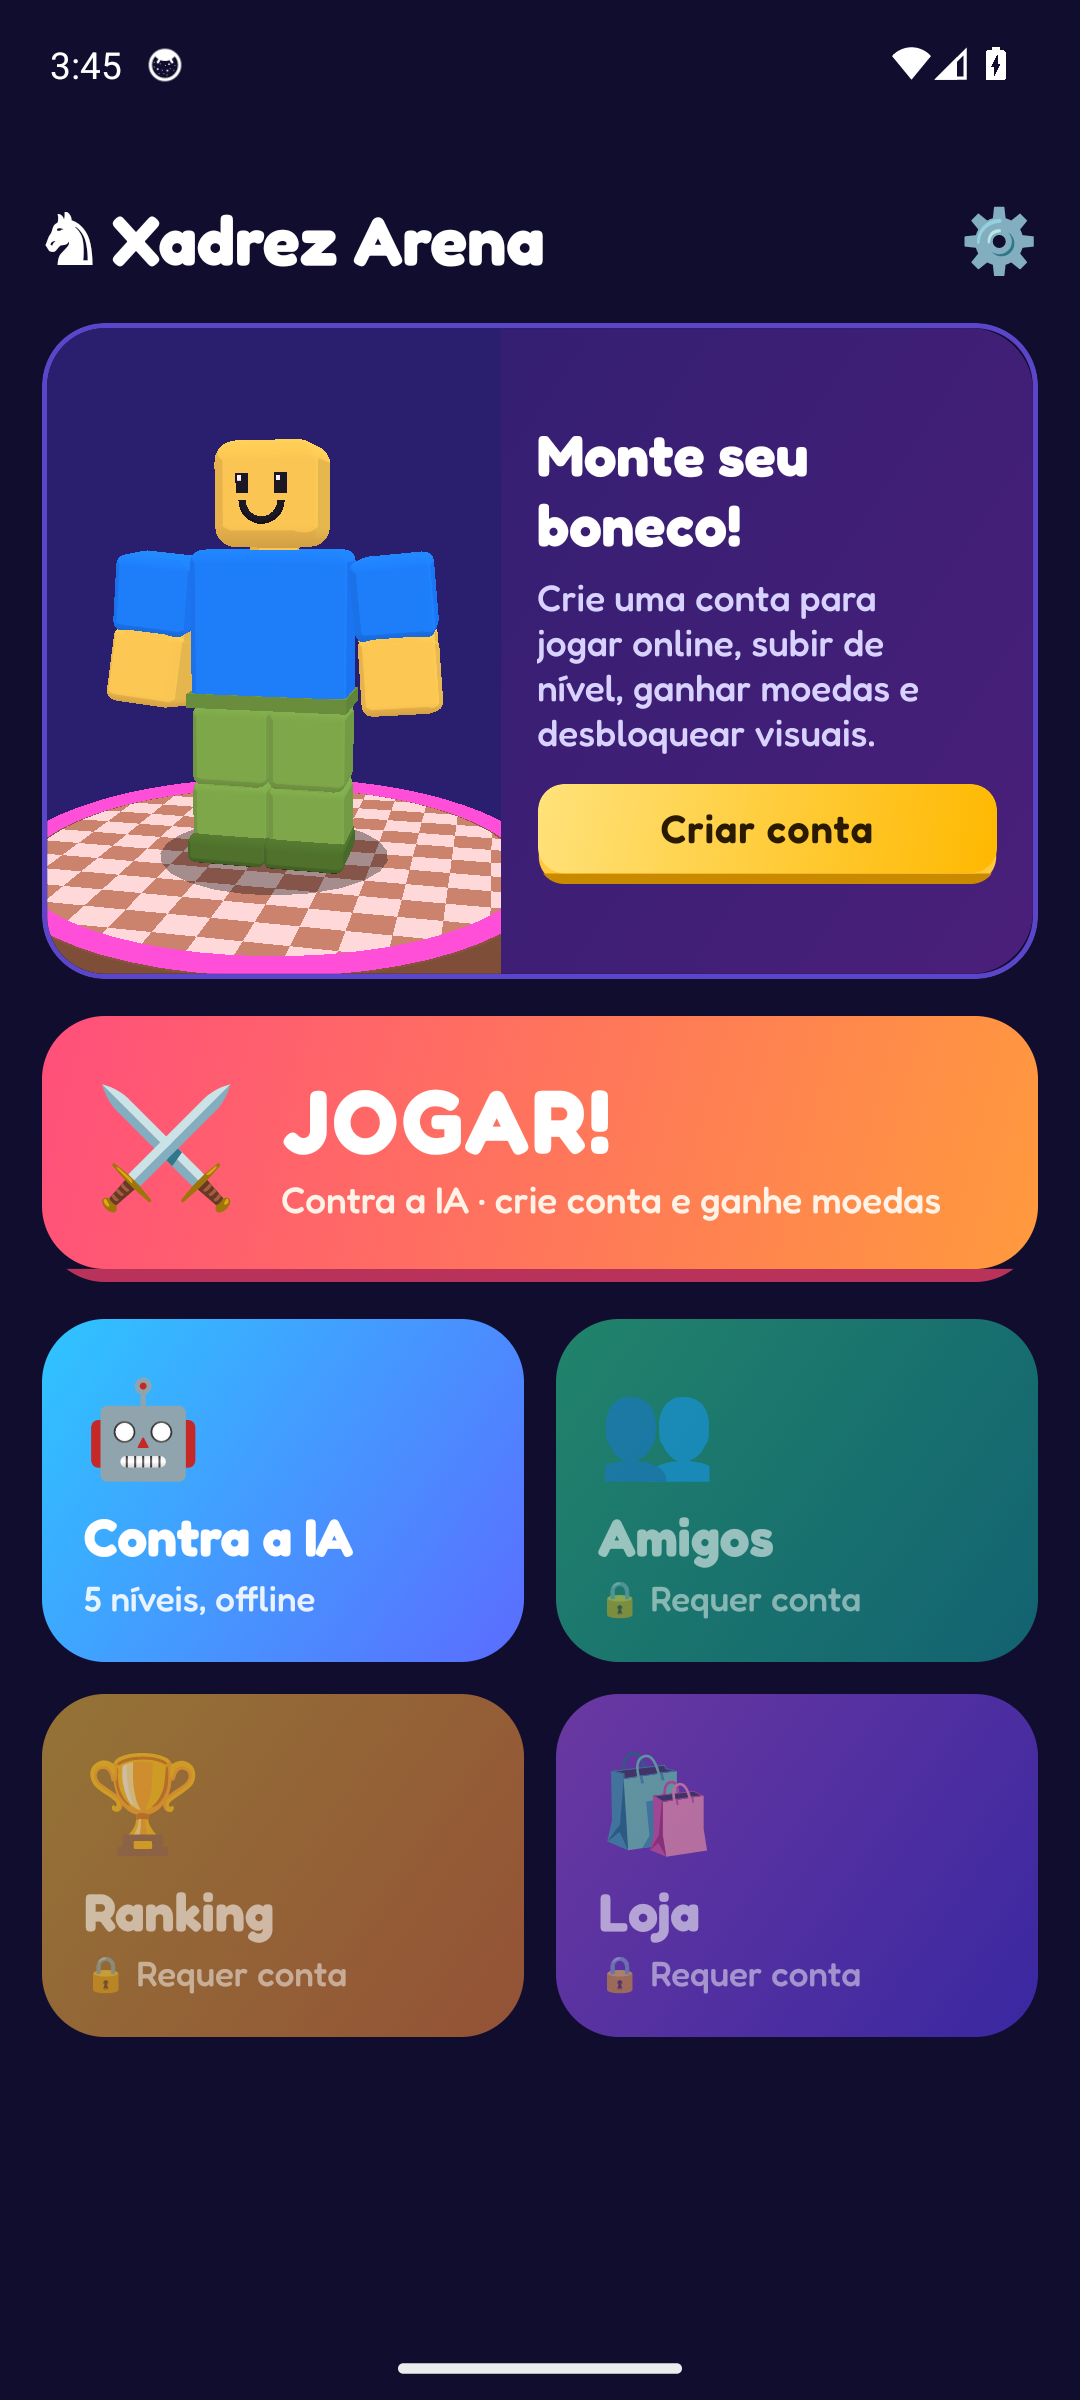 3:45
Xadrez Arena
Monte seu
boneco!
Crie uma conta para
jogar online, subir de
nível, ganhar moedas e
desbloquear visuais.
Criar conta
JOGAR!
Contra a IA · crie conta e ganhe moedas
Contra a IA
5 níveis, offline
Amigos
🔒 Requer conta
Ranking
🔒 Requer conta
Loja
🔒 Requer conta